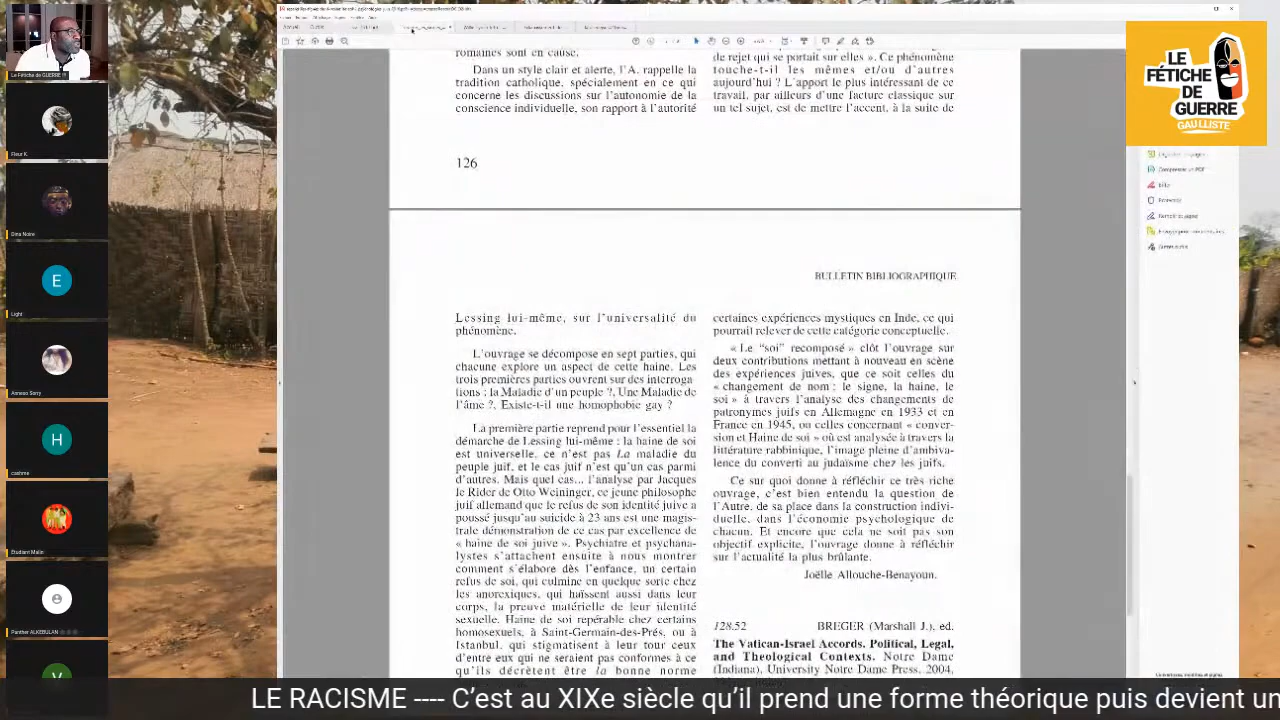 Le Fétiche de GUERRE !!!
Fleur K
Dina Noire
E
Light
Anneso Sorry
H
cashme
Etudiant Malin
Panther ALKEBULAN
V
LE
FÉTICHE
DE
GUERRE
GAULLISTE
romaines sont en cause.
Dans un style clair et alerte, l'A. rappelle la
tradition catholique, spécialement en ce qui
concerne les discussions sur l'autonomie de la
conscience individuelle, son rapport à l'autorité
de rejet qui se portait sur elles ». Ce phénomène
touche-t-il les mêmes et/ou d'autres
aujourd'hui ? L'apport le plus intéressant de ce
travail, par ailleurs d'une facture classique sur
un tel sujet, est de mettre l'accent, à la suite de
126
BULLETIN BIBLIOGRAPHIQUE
Lessing lui-même, sur l'universalité du
phénomène.
L'ouvrage se décompose en sept parties, qui
chacune explore un aspect de cette haine. Les
trois premières parties ouvrent sur des interroga-
tions : la Maladie d'un peuple ?, Une Maladie de
l'âme ?, Existe-t-il une homophobie gay ?
La première partie reprend pour l'essentiel la
démarche de Lessing lui-même : la haine de soi
est universelle, ce n'est pas La maladie du
peuple juif, et le cas juif n'est qu'un cas parmi
d'autres. Mais quel cas... l'analyse par Jacques
le Rider de Otto Weininger, ce jeune philosophe
juif allemand que le refus de son identité juive a
poussé jusqu'au suicide à 23 ans est une magis-
trale démonstration de ce cas par excellence de
« haine de soi juive ». Psychiatre et psychana-
lystes s'attachent ensuite à nous montrer
comment s'élabore dès l'enfance, un certain
refus de soi, qui culmine en quelque sorte chez
les anorexiques, qui haïssent aussi dans leur
corps, la preuve matérielle de leur identité
sexuelle. Haine de soi repérable chez certains
homosexuels, à Saint-Germain-des-Prés, ou à
Istanbul, qui stigmatisent à leur tour ceux
d'entre eux qui ne seraient pas conformes à ce
qu'ils décrètent être la bonne norme
certaines expériences mystiques en Inde, ce qui
pourrait relever de cette catégorie conceptuelle.
« Le "soi" recomposé » clôt l'ouvrage sur
deux contributions mettant à nouveau en scène
des expériences juives, que ce soit celles du
« changement de nom : le signe, la haine, le
soi » à travers l'analyse des changements de
patronymes juifs en Allemagne en 1933 et en
France en 1945, ou celles concernant « conver-
sion et Haine de soi » où est analysée à travers la
littérature rabbinique, l'image pleine d'ambiva-
lence du converti au judaïsme chez les juifs.
Ce sur quoi donne à réfléchir ce très riche
ouvrage, c'est bien entendu la question de
l'Autre, de sa place dans la construction indivi-
duelle, dans l'économie psychologique de
chacun. Et encore que cela ne soit pas son
objectif explicite, l'ouvrage donne à réfléchir
sur l'actualité la plus brûlante.
Joëlle Allouche-Benayoun.
128.52 BREGER (Marshall J.), ed.
The Vatican-Israel Accords. Political, Legal,
and Theological Contexts. Notre Dame
(Indiana), University Notre Dame Press, 2004,
LE RACISME ---- C'est au XIXe siècle qu'il prend une forme théorique puis devient un